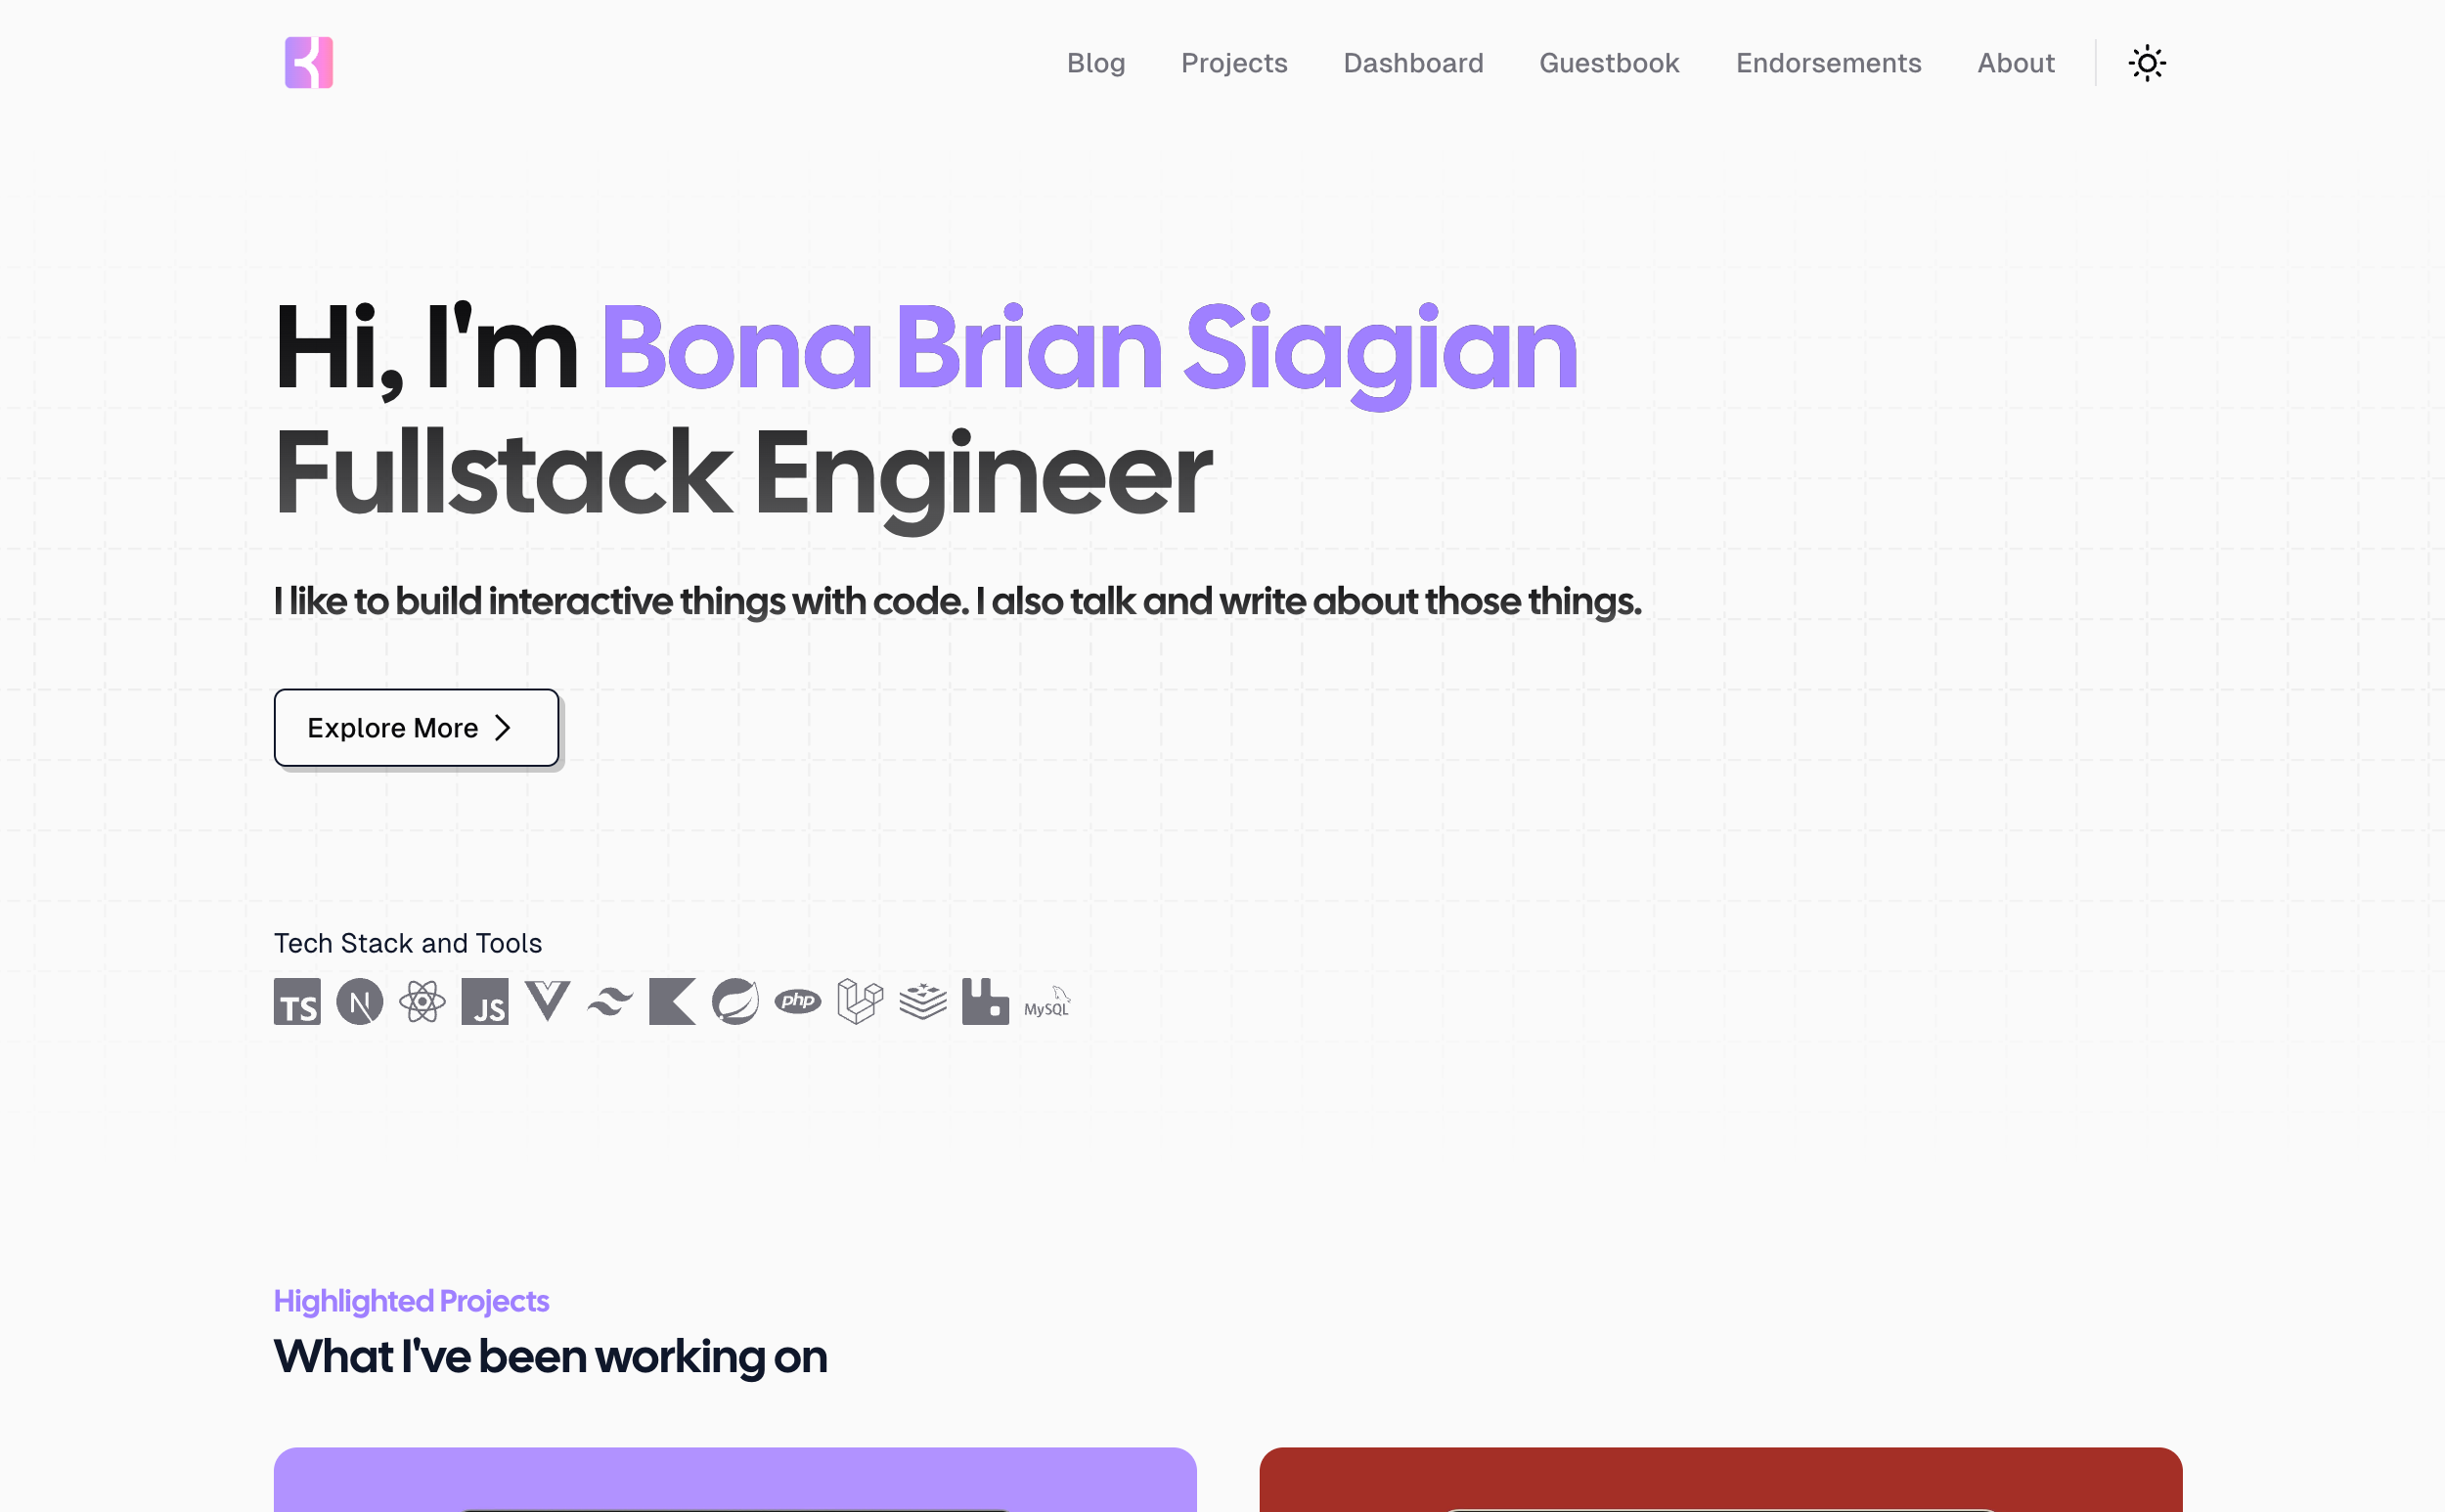 Blog Projects Dashboard Guestbook Endorsements About
Hi, I'm Bona Brian Siagian
Fullstack Engineer
I like to build interactive things with code. I also talk and write about those things.
Explore More
Tech Stack and Tools
TS N JS php MySQL
Highlighted Projects
What I've been working on